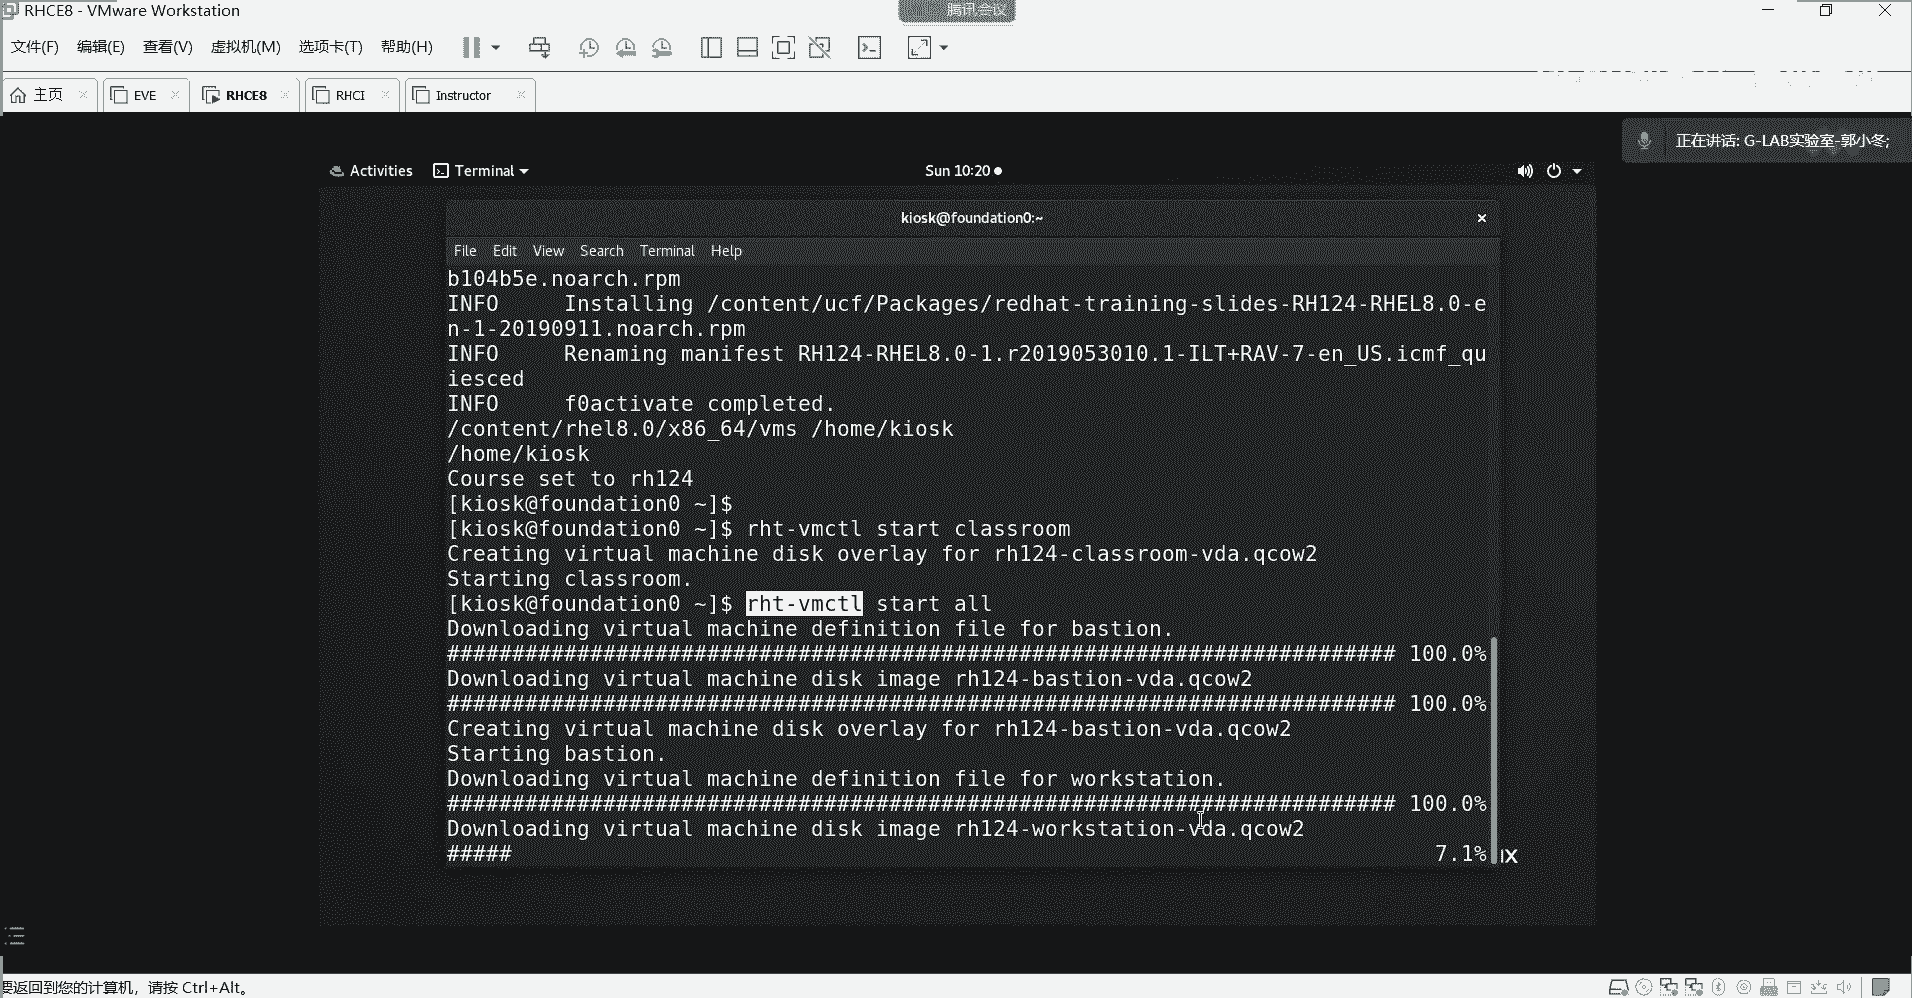 RHCE8 - VMware Workstation
腾讯会议
文件(F) 编辑(E) 查看(V) 虚拟机(M) 选项卡(T) 帮助(H)
主页 EVE RHCE8 RHCI Instructor
正在讲话: G-LAB实验室-郭小冬;
Activities Terminal Sun 10:20
kiosk@foundation0:~
File Edit View Search Terminal Help
b104b5e.noarch.rpm
INFO     Installing /content/ucf/Packages/redhat-training-slides-RH124-RHEL8.0-e
n-1-20190911.noarch.rpm
INFO     Renaming manifest RH124-RHEL8.0-1.r2019053010.1-ILT+RAV-7-en_US.icmf_qu
iesced
INFO     f0activate completed.
/content/rhel8.0/x86_64/vms /home/kiosk
/home/kiosk
Course set to rh124
[kiosk@foundation0 ~]$
[kiosk@foundation0 ~]$ rht-vmctl start classroom
Creating virtual machine disk overlay for rh124-classroom-vda.qcow2
Starting classroom.
[kiosk@foundation0 ~]$ rht-vmctl start all
Downloading virtual machine definition file for bastion.
######################################################################### 100.0%
Downloading virtual machine disk image rh124-bastion-vda.qcow2
######################################################################### 100.0%
Creating virtual machine disk overlay for rh124-bastion-vda.qcow2
Starting bastion.
Downloading virtual machine definition file for workstation.
######################################################################### 100.0%
Downloading virtual machine disk image rh124-workstation-vda.qcow2
##### 7.1%
要返回到您的计算机，请按 Ctrl+Alt。